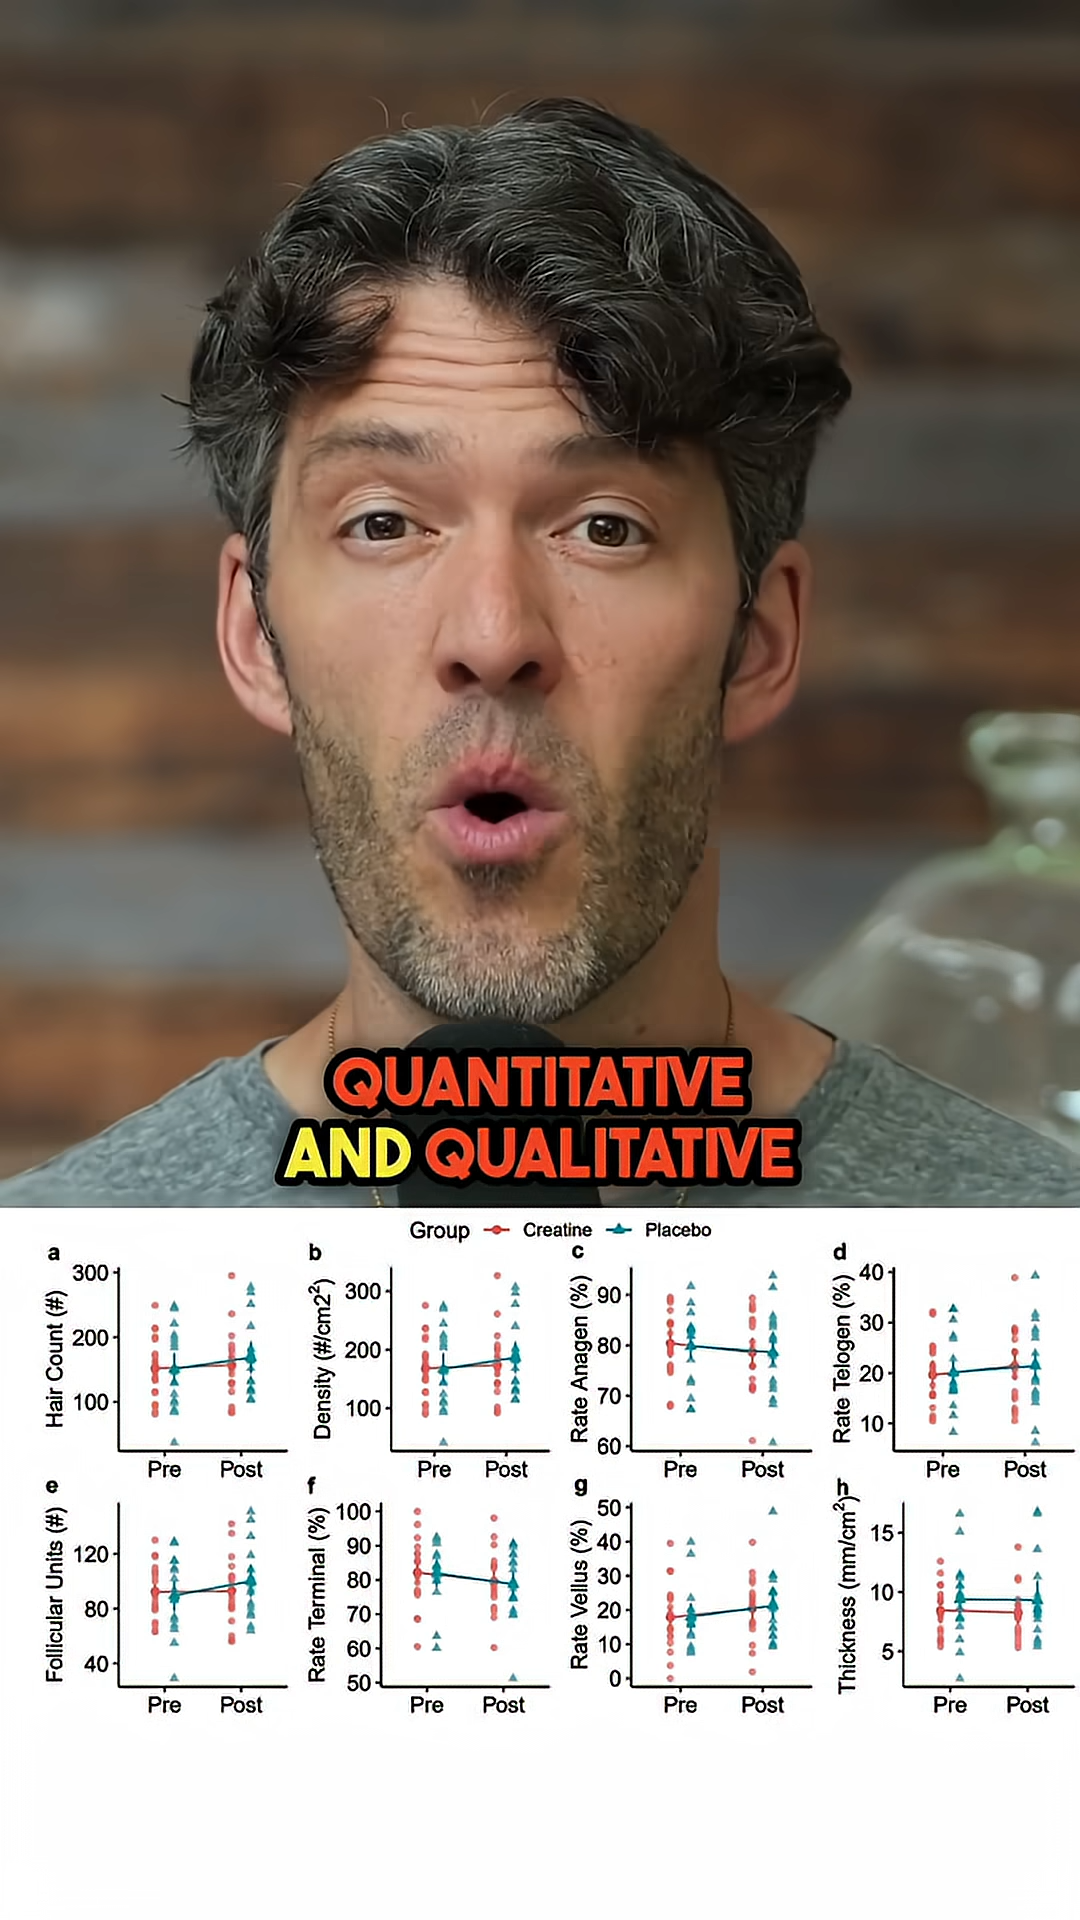 QUANTITATIVE
AND QUALITATIVE
Group Creatine Placebo
a
Hair Count (#)
300
200
100
Pre Post
b
Density (#/cm2²)
300
200
100
Pre Post
c
Rate Anagen (%)
90
80
70
60
Pre Post
d
Rate Telogen (%)
40
30
20
10
Pre Post
e
Follicular Units (#)
120
80
40
Pre Post
f
Rate Terminal (%)
100
90
80
70
60
50
Pre Post
g
Rate Vellus (%)
50
40
30
20
10
0
Pre Post
h
Thickness (mm/cm²)
15
10
5
Pre Post